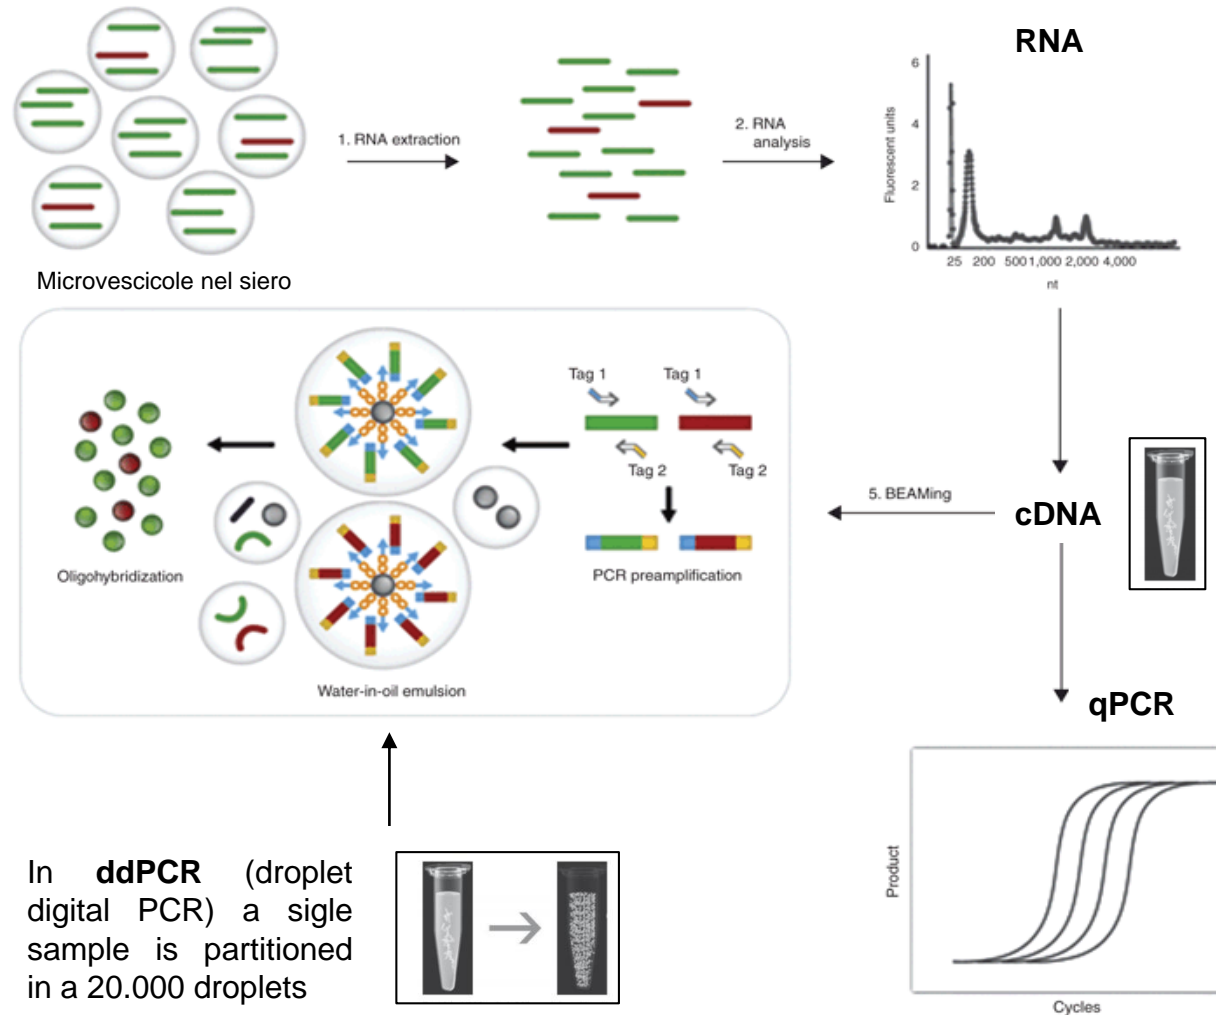 RNA
1. RNA extraction
2. RNA
analysis
Fluorescent units
6
4
2
0
25 200 500 1,000 2,000 4,000
nt
Microvescicole nel siero
Tag 1 Tag 1
Tag 2 Tag 2
PCR preamplification
Oligohybridization
Water-in-oil emulsion
5. BEAMing
cDNA
qPCR
Product
Cycles
In ddPCR (droplet
digital PCR) a sigle
sample is partitioned
in a 20.000 droplets